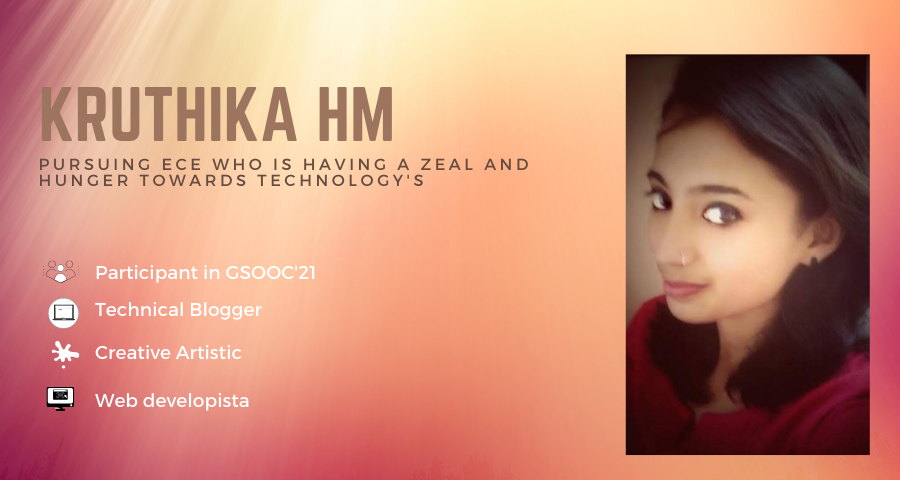 KRUTHIKA HM
PURSUING ECE WHO IS HAVING A ZEAL AND
HUNGER TOWARDS TECHNOLOGY'S
Participant in GSOOC'21
Technical Blogger
Creative Artistic
Web developista